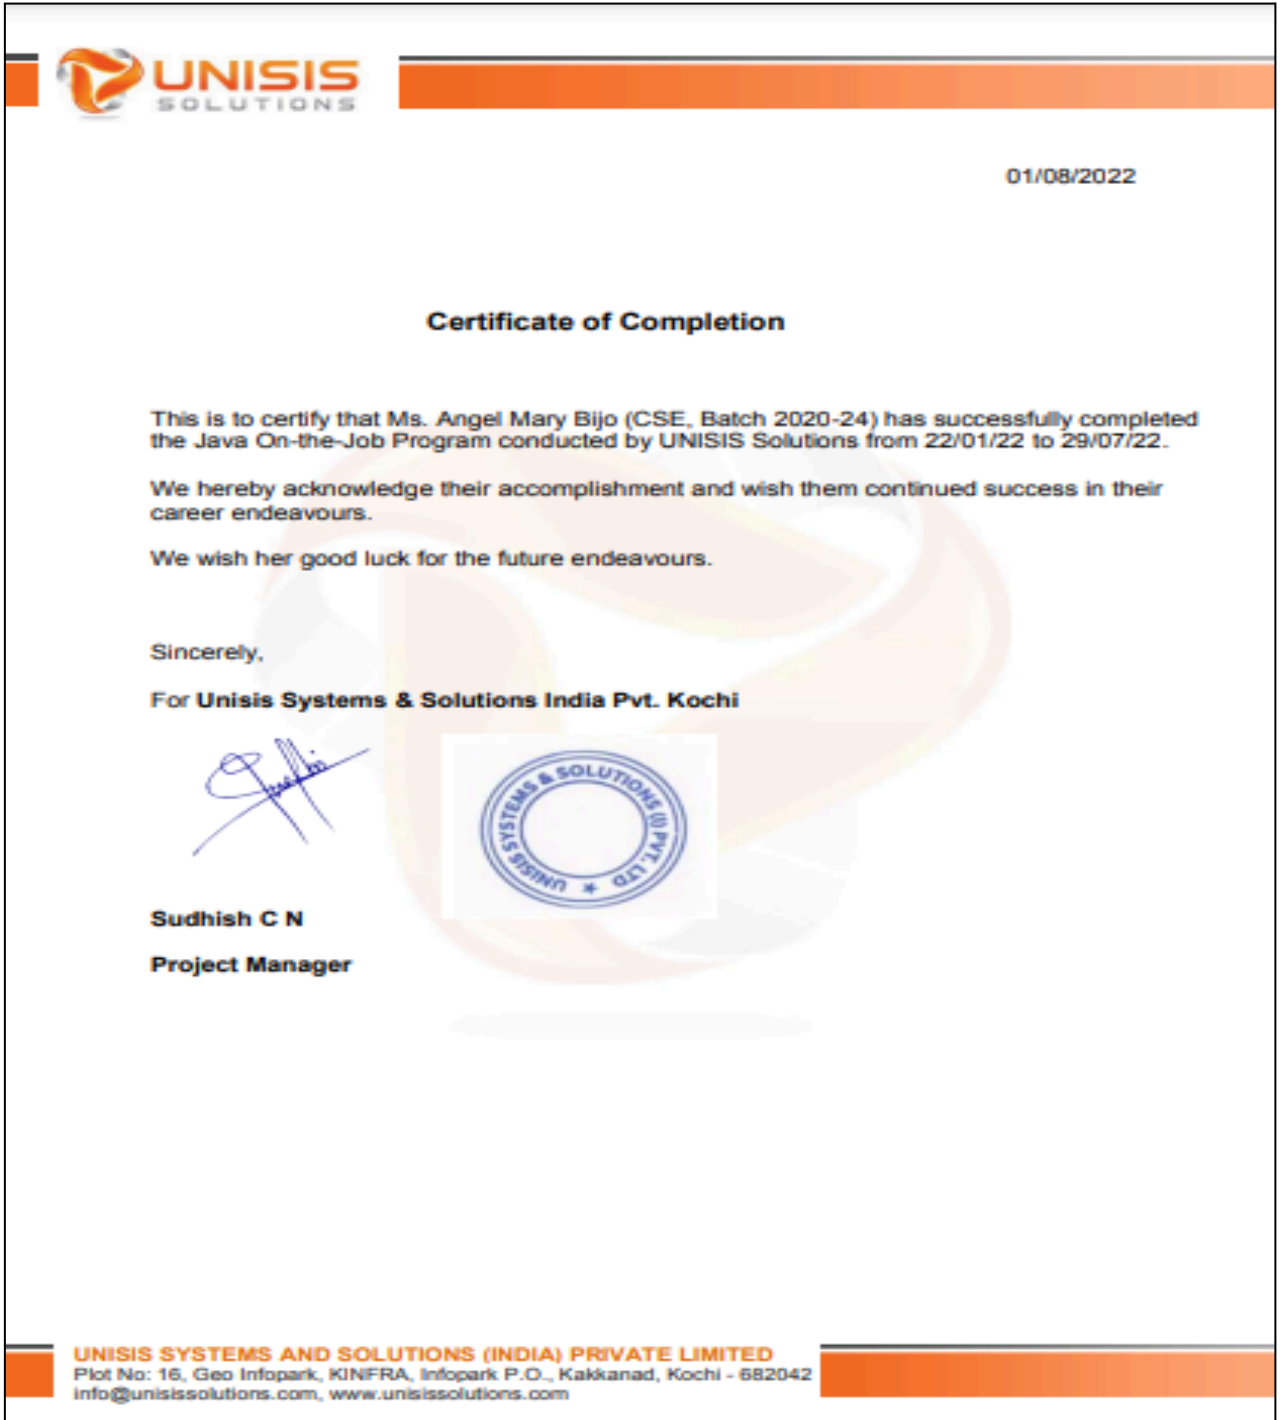 UNISIS
SOLUTIONS
01/08/2022
Certificate of Completion
This is to certify that Ms. Angel Mary Bijo (CSE, Batch 2020-24) has successfully completed
the Java On-the-Job Program conducted by UNISIS Solutions from 22/01/22 to 29/07/22.
We hereby acknowledge their accomplishment and wish them continued success in their
career endeavours.
We wish her good luck for the future endeavours.
Sincerely,
For Unisis Systems & Solutions India Pvt. Kochi
UNISIS SYSTEMS & SOLUTIONS (I) PVT. LTD
Sudhish C N
Project Manager
UNISIS SYSTEMS AND SOLUTIONS (INDIA) PRIVATE LIMITED
Plot No: 16, Geo Infopark, KINFRA, Infopark P.O., Kakkanad, Kochi - 682042
info@unisissolutions.com, www.unisissolutions.com